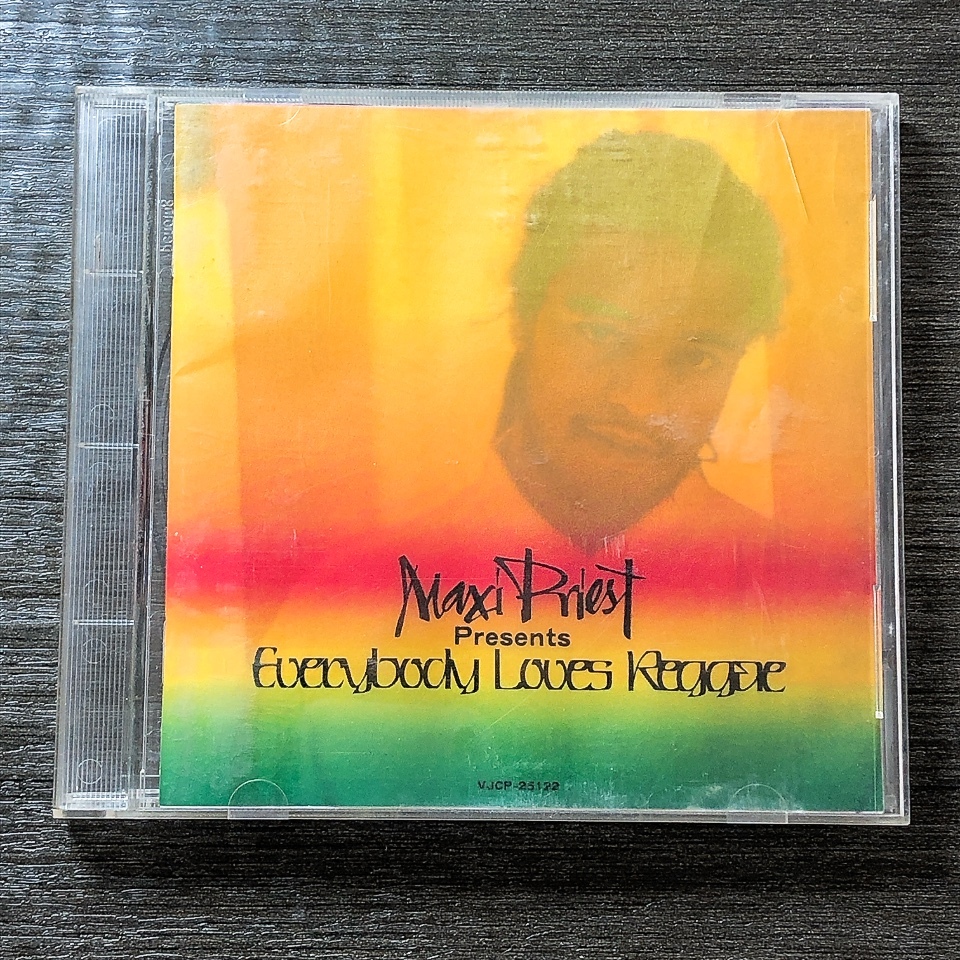 Maxi Priest
Presents
Everybody Loves Reggae
VJCP-25122